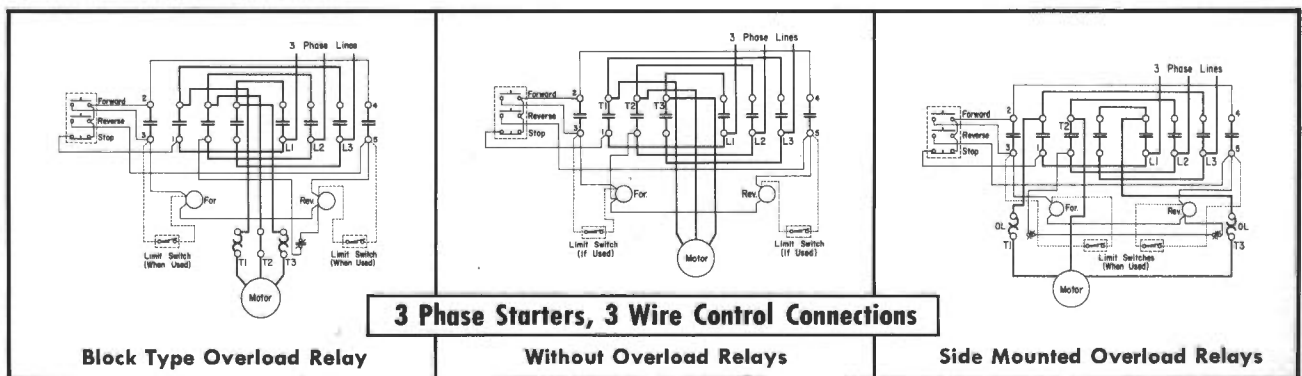 3 Phase Lines
Forward
Reverse
Stop
2
3
4
5
L1
L2
L3
For.
Rev.
Limit Switch
(When Used)
T1
T2
T3
Limit Switch
(When Used)
Motor
Block Type Overload Relay
3 Phase Lines
Forward
Reverse
Stop
2
3
T1
T2
T3
1
4
5
L1
L2
L3
For.
Rev.
Limit Switch
(If Used)
Limit Switch
(If Used)
Motor
Without Overload Relays
3 Phase Lines
Forward
Reverse
Stop
2
3
T2
1
4
5
L1
L2
L3
For.
Rev.
OL
T1
OL
T3
Limit Switches
(When Used)
Motor
Side Mounted Overload Relays
3 Phase Starters, 3 Wire Control Connections